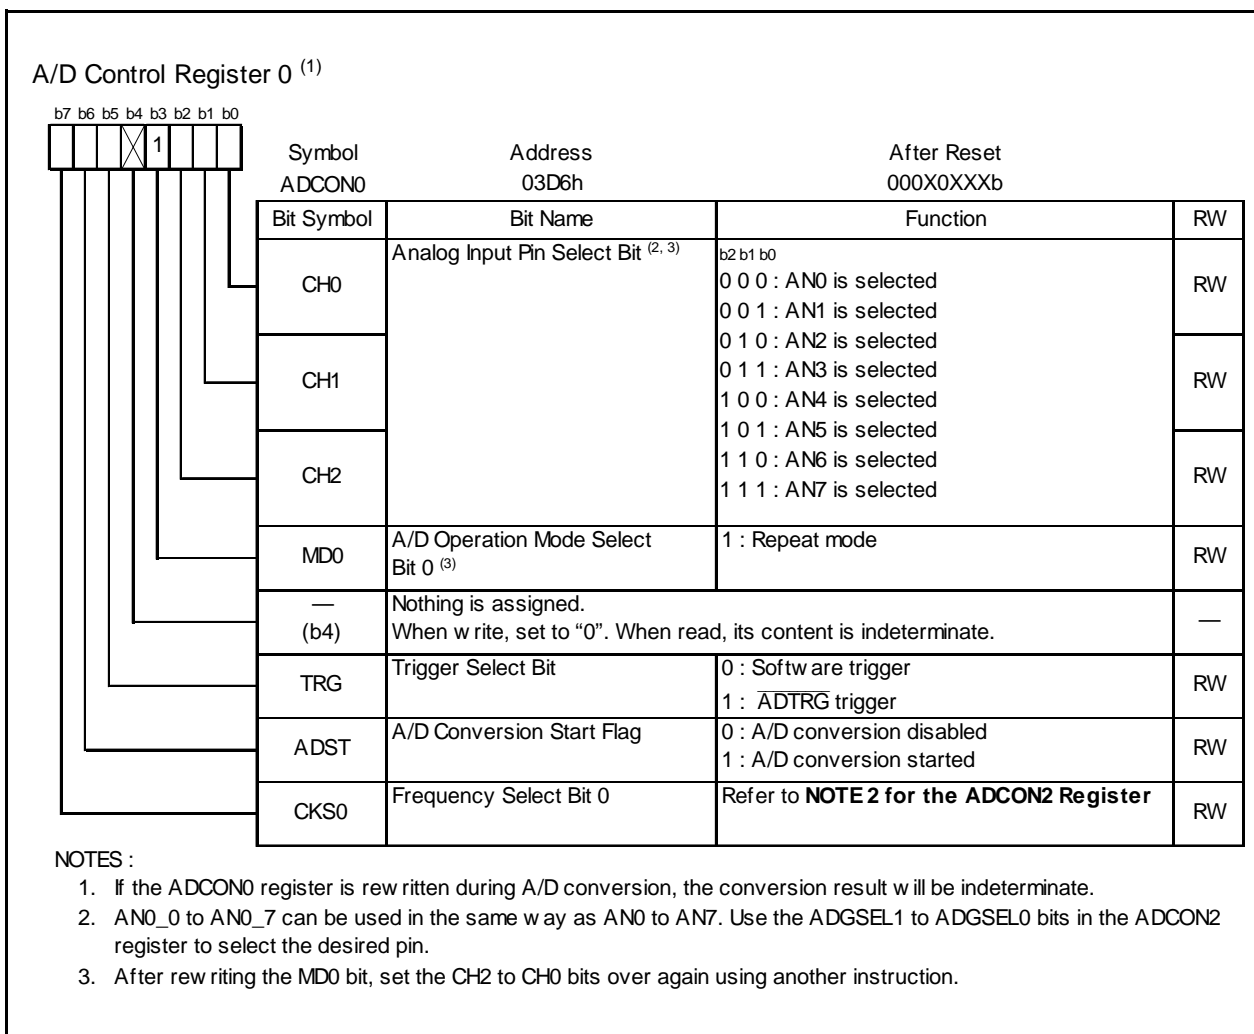 A/D Control Register 0 (1)
b7 b6 b5 b4 b3 b2 b1 b0
1
Symbol Address After Reset
ADCON0 03D6h 000X0XXXb
Bit Symbol Bit Name Function RW
CH0 Analog Input Pin Select Bit (2, 3) b2 b1 b0
0 0 0 : AN0 is selected RW
0 0 1 : AN1 is selected
0 1 0 : AN2 is selected
CH1 0 1 1 : AN3 is selected RW
1 0 0 : AN4 is selected
1 0 1 : AN5 is selected
CH2 1 1 0 : AN6 is selected RW
1 1 1 : AN7 is selected
MD0 A/D Operation Mode Select 1 : Repeat mode RW
Bit 0 (3)
— Nothing is assigned. —
(b4) When write, set to “0”. When read, its content is indeterminate.
TRG Trigger Select Bit 0 : Software trigger RW
1 : ADTRG trigger
ADST A/D Conversion Start Flag 0 : A/D conversion disabled RW
1 : A/D conversion started
CKS0 Frequency Select Bit 0 Refer to NOTE 2 for the ADCON2 Register RW
NOTES :
1. If the ADCON0 register is rewritten during A/D conversion, the conversion result will be indeterminate.
2. AN0_0 to AN0_7 can be used in the same way as AN0 to AN7. Use the ADGSEL1 to ADGSEL0 bits in the ADCON2
register to select the desired pin.
3. After rewriting the MD0 bit, set the CH2 to CH0 bits over again using another instruction.